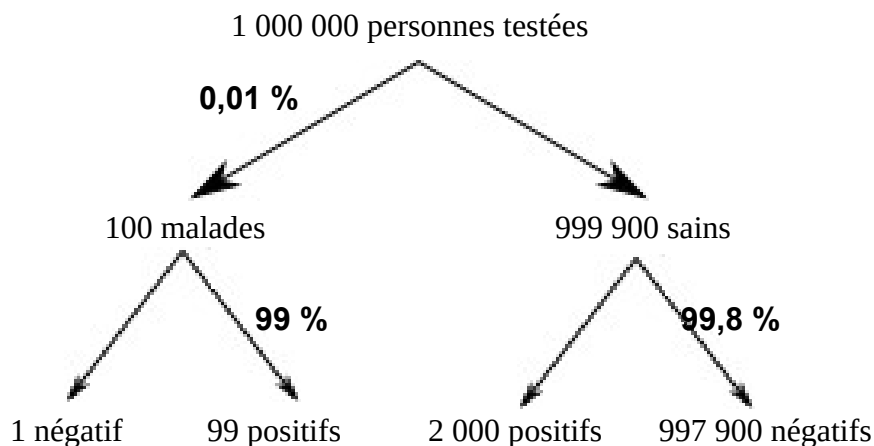 1 000 000 personnes testées
0,01 %
100 malades
999 900 sains
99 %
99,8 %
1 négatif
99 positifs
2 000 positifs
997 900 négatifs